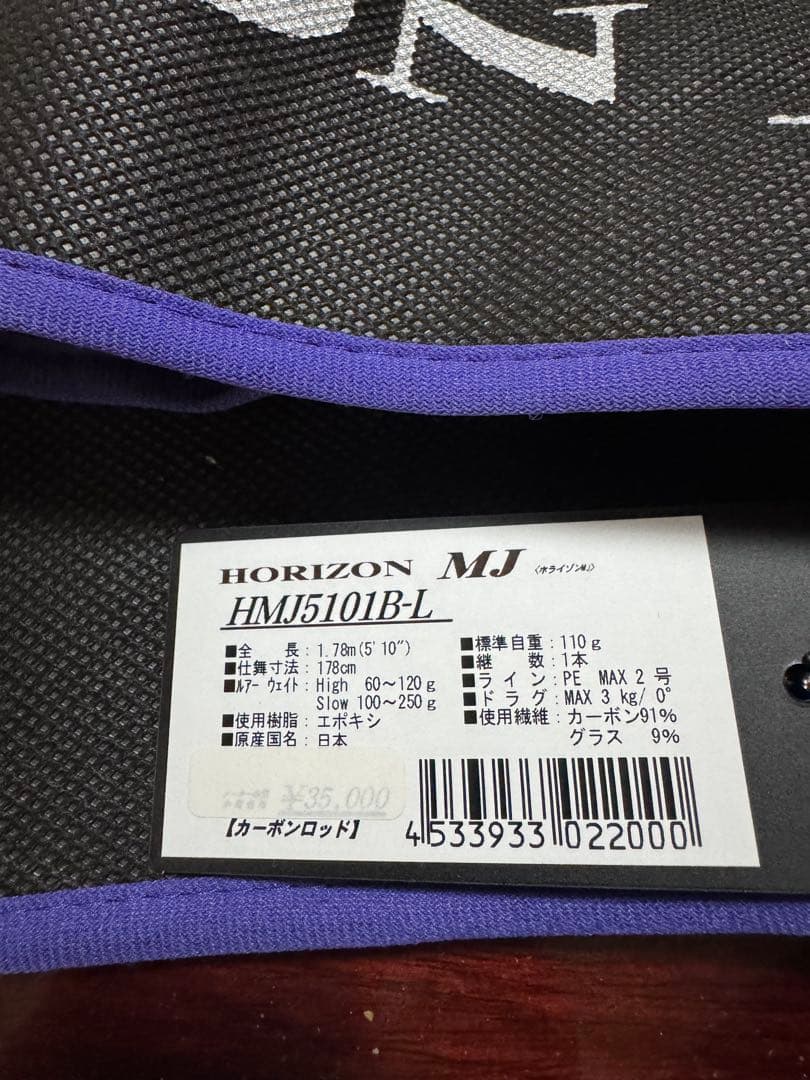 N
HORIZON MJ 〈ホライゾンMJ〉
HMJ5101B-L
■全　長：1.78m(5'10")
■仕舞寸法：178cm
■ルアーウェイト：High 60〜120g
Slow 100〜250g
■使用樹脂：エポキシ
■原産国名：日本
■標準自重：110g
■継　数：1本
■ライン：PE MAX 2号
■ドラグ：MAX 3 kg/ 0°
■使用繊維：カーボン91%
グラス 9%
¥35,000
【カーボンロッド】
4 533933 022000